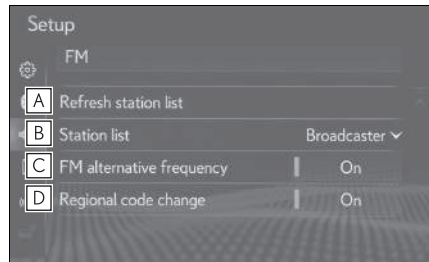 Setup
FM
A Refresh station list
B Station list Broadcaster
C FM alternative frequency On
D Regional code change On